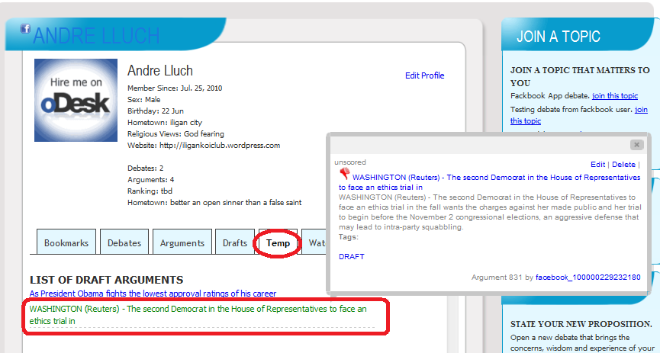 ANDRE LLUCH
Hire me on
oDesk
Andre Lluch
Edit Profile
Member Since: Jul. 25, 2010
Sex: Male
Birthday: 22 Jun
Hometown: iligan city
Religious Views: God fearing
Website: http://iligankoiclub.wordpress.com
Debates: 2
Arguments: 4
Ranking: tbd
Hometown: better an open sinner than a false saint
Bookmarks
Debates
Arguments
Drafts
Temp
Wat
LIST OF DRAFT ARGUMENTS
As President Obama fights the lowest approval ratings of his career
WASHINGTON (Reuters) - The second Democrat in the House of Representatives to face an
ethics trial in
unscored
Edit | Delete |
WASHINGTON (Reuters) - The second Democrat in the House of Representatives
to face an ethics trial in
WASHINGTON (Reuters) - The second Democrat in the House of Representatives to
face an ethics trial in the fall wants the charges against her made public and her trial
to begin before the November 2 congressional elections, an aggressive defense that
may lead to intra-party squabbling
Tags:
DRAFT
Argument 831 by facebook_100000229232180
JOIN A TOPIC
JOIN A TOPIC THAT MATTERS TO
YOU
Fackbook App debate. join this topic
Testing debate from fackbook user. join
this topic
STATE YOUR NEW PROPOSITION.
Open a new debate that brings the
concerns, wisdom and experience of your